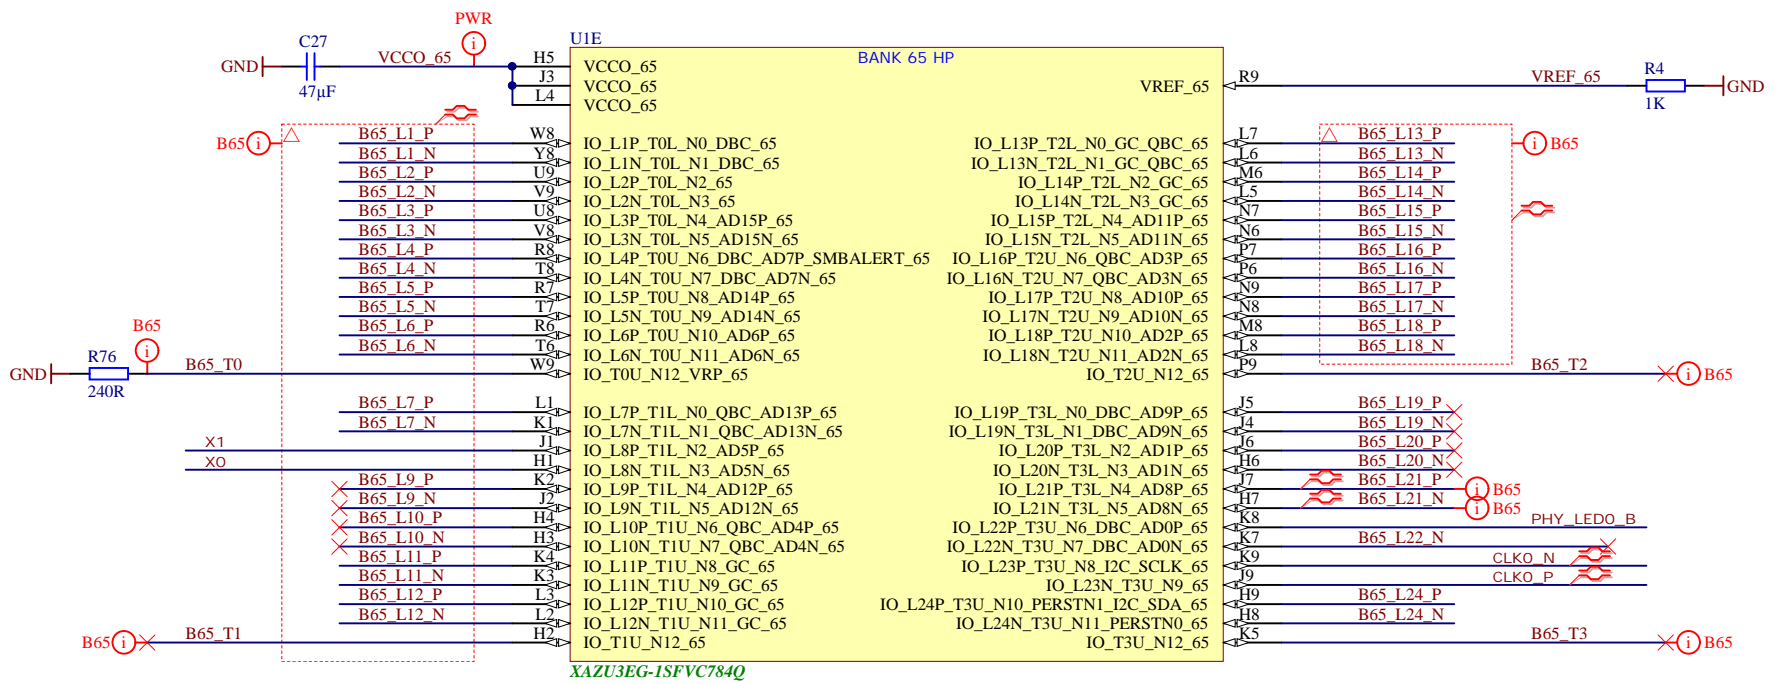 PWR
U1E
C27
GND
47µF
VCCO_65
H5
J3
L4
VCCO_65
VCCO_65
VCCO_65
BANK 65 HP
VREF_65
R9
VREF_65
R4
1K
GND
B65 i
B65_L1_P W8 IO_L1P_T0L_N0_DBC_65
B65_L1_N Y8 IO_L1N_T0L_N1_DBC_65
B65_L2_P U9 IO_L2P_T0L_N2_65
B65_L2_N V9 IO_L2N_T0L_N3_65
B65_L3_P U8 IO_L3P_T0L_N4_AD15P_65
B65_L3_N V8 IO_L3N_T0L_N5_AD15N_65
B65_L4_P R8 IO_L4P_T0U_N6_DBC_AD7P_SMBALERT_65
B65_L4_N T8 IO_L4N_T0U_N7_DBC_AD7N_65
B65_L5_P R7 IO_L5P_T0U_N8_AD14P_65
B65_L5_N T7 IO_L5N_T0U_N9_AD14N_65
B65_L6_P R6 IO_L6P_T0U_N10_AD6P_65
B65_L6_N T6 IO_L6N_T0U_N11_AD6N_65
B65 i
GND R76 240R B65_T0 W9 IO_T0U_N12_VRP_65
B65_L7_P L1 IO_L7P_T1L_N0_QBC_AD13P_65
B65_L7_N K1 IO_L7N_T1L_N1_QBC_AD13N_65
X1 J1 IO_L8P_T1L_N2_AD5P_65
X0 H1 IO_L8N_T1L_N3_AD5N_65
B65_L9_P K2 IO_L9P_T1L_N4_AD12P_65
B65_L9_N J2 IO_L9N_T1L_N5_AD12N_65
B65_L10_P H4 IO_L10P_T1U_N6_QBC_AD4P_65
B65_L10_N H3 IO_L10N_T1U_N7_QBC_AD4N_65
B65_L11_P K4 IO_L11P_T1U_N8_GC_65
B65_L11_N K3 IO_L11N_T1U_N9_GC_65
B65_L12_P L3 IO_L12P_T1U_N10_GC_65
B65_L12_N L2 IO_L12N_T1U_N11_GC_65
B65 i B65_T1 H2 IO_T1U_N12_65
IO_L13P_T2L_N0_GC_QBC_65 L7 B65_L13_P i B65
IO_L13N_T2L_N1_GC_QBC_65 L6 B65_L13_N
IO_L14P_T2L_N2_GC_65 M6 B65_L14_P
IO_L14N_T2L_N3_GC_65 L5 B65_L14_N
IO_L15P_T2L_N4_AD11P_65 N7 B65_L15_P
IO_L15N_T2L_N5_AD11N_65 N6 B65_L15_N
IO_L16P_T2U_N6_QBC_AD3P_65 P7 B65_L16_P
IO_L16N_T2U_N7_QBC_AD3N_65 P6 B65_L16_N
IO_L17P_T2U_N8_AD10P_65 N9 B65_L17_P
IO_L17N_T2U_N9_AD10N_65 N8 B65_L17_N
IO_L18P_T2U_N10_AD2P_65 M8 B65_L18_P
IO_L18N_T2U_N11_AD2N_65 L8 B65_L18_N
IO_T2U_N12_65 P9 B65_T2 i B65
IO_L19P_T3L_N0_DBC_AD9P_65 J5 B65_L19_P
IO_L19N_T3L_N1_DBC_AD9N_65 J4 B65_L19_N
IO_L20P_T3L_N2_AD1P_65 J6 B65_L20_P
IO_L20N_T3L_N3_AD1N_65 H6 B65_L20_N
IO_L21P_T3L_N4_AD8P_65 J7 B65_L21_P i B65
IO_L21N_T3L_N5_AD8N_65 H7 B65_L21_N i B65
IO_L22P_T3U_N6_DBC_AD0P_65 K8 PHY_LED0_B
IO_L22N_T3U_N7_DBC_AD0N_65 K7 B65_L22_N
IO_L23P_T3U_N8_I2C_SCLK_65 K9 CLK0_N
IO_L23N_T3U_N9_65 J9 CLK0_P
IO_L24P_T3U_N10_PERSTN1_I2C_SDA_65 H9 B65_L24_P
IO_L24N_T3U_N11_PERSTN0_65 H8 B65_L24_N
IO_T3U_N12_65 K5 B65_T3 i B65
XAZU3EG-1SFVC784Q